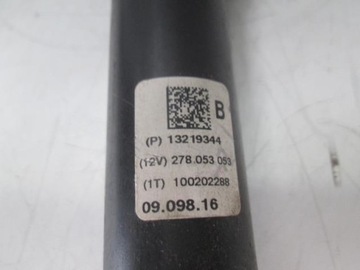 B
(P) 13219344
(12V) 278.053 053
(1T) 100202288
09.098.16